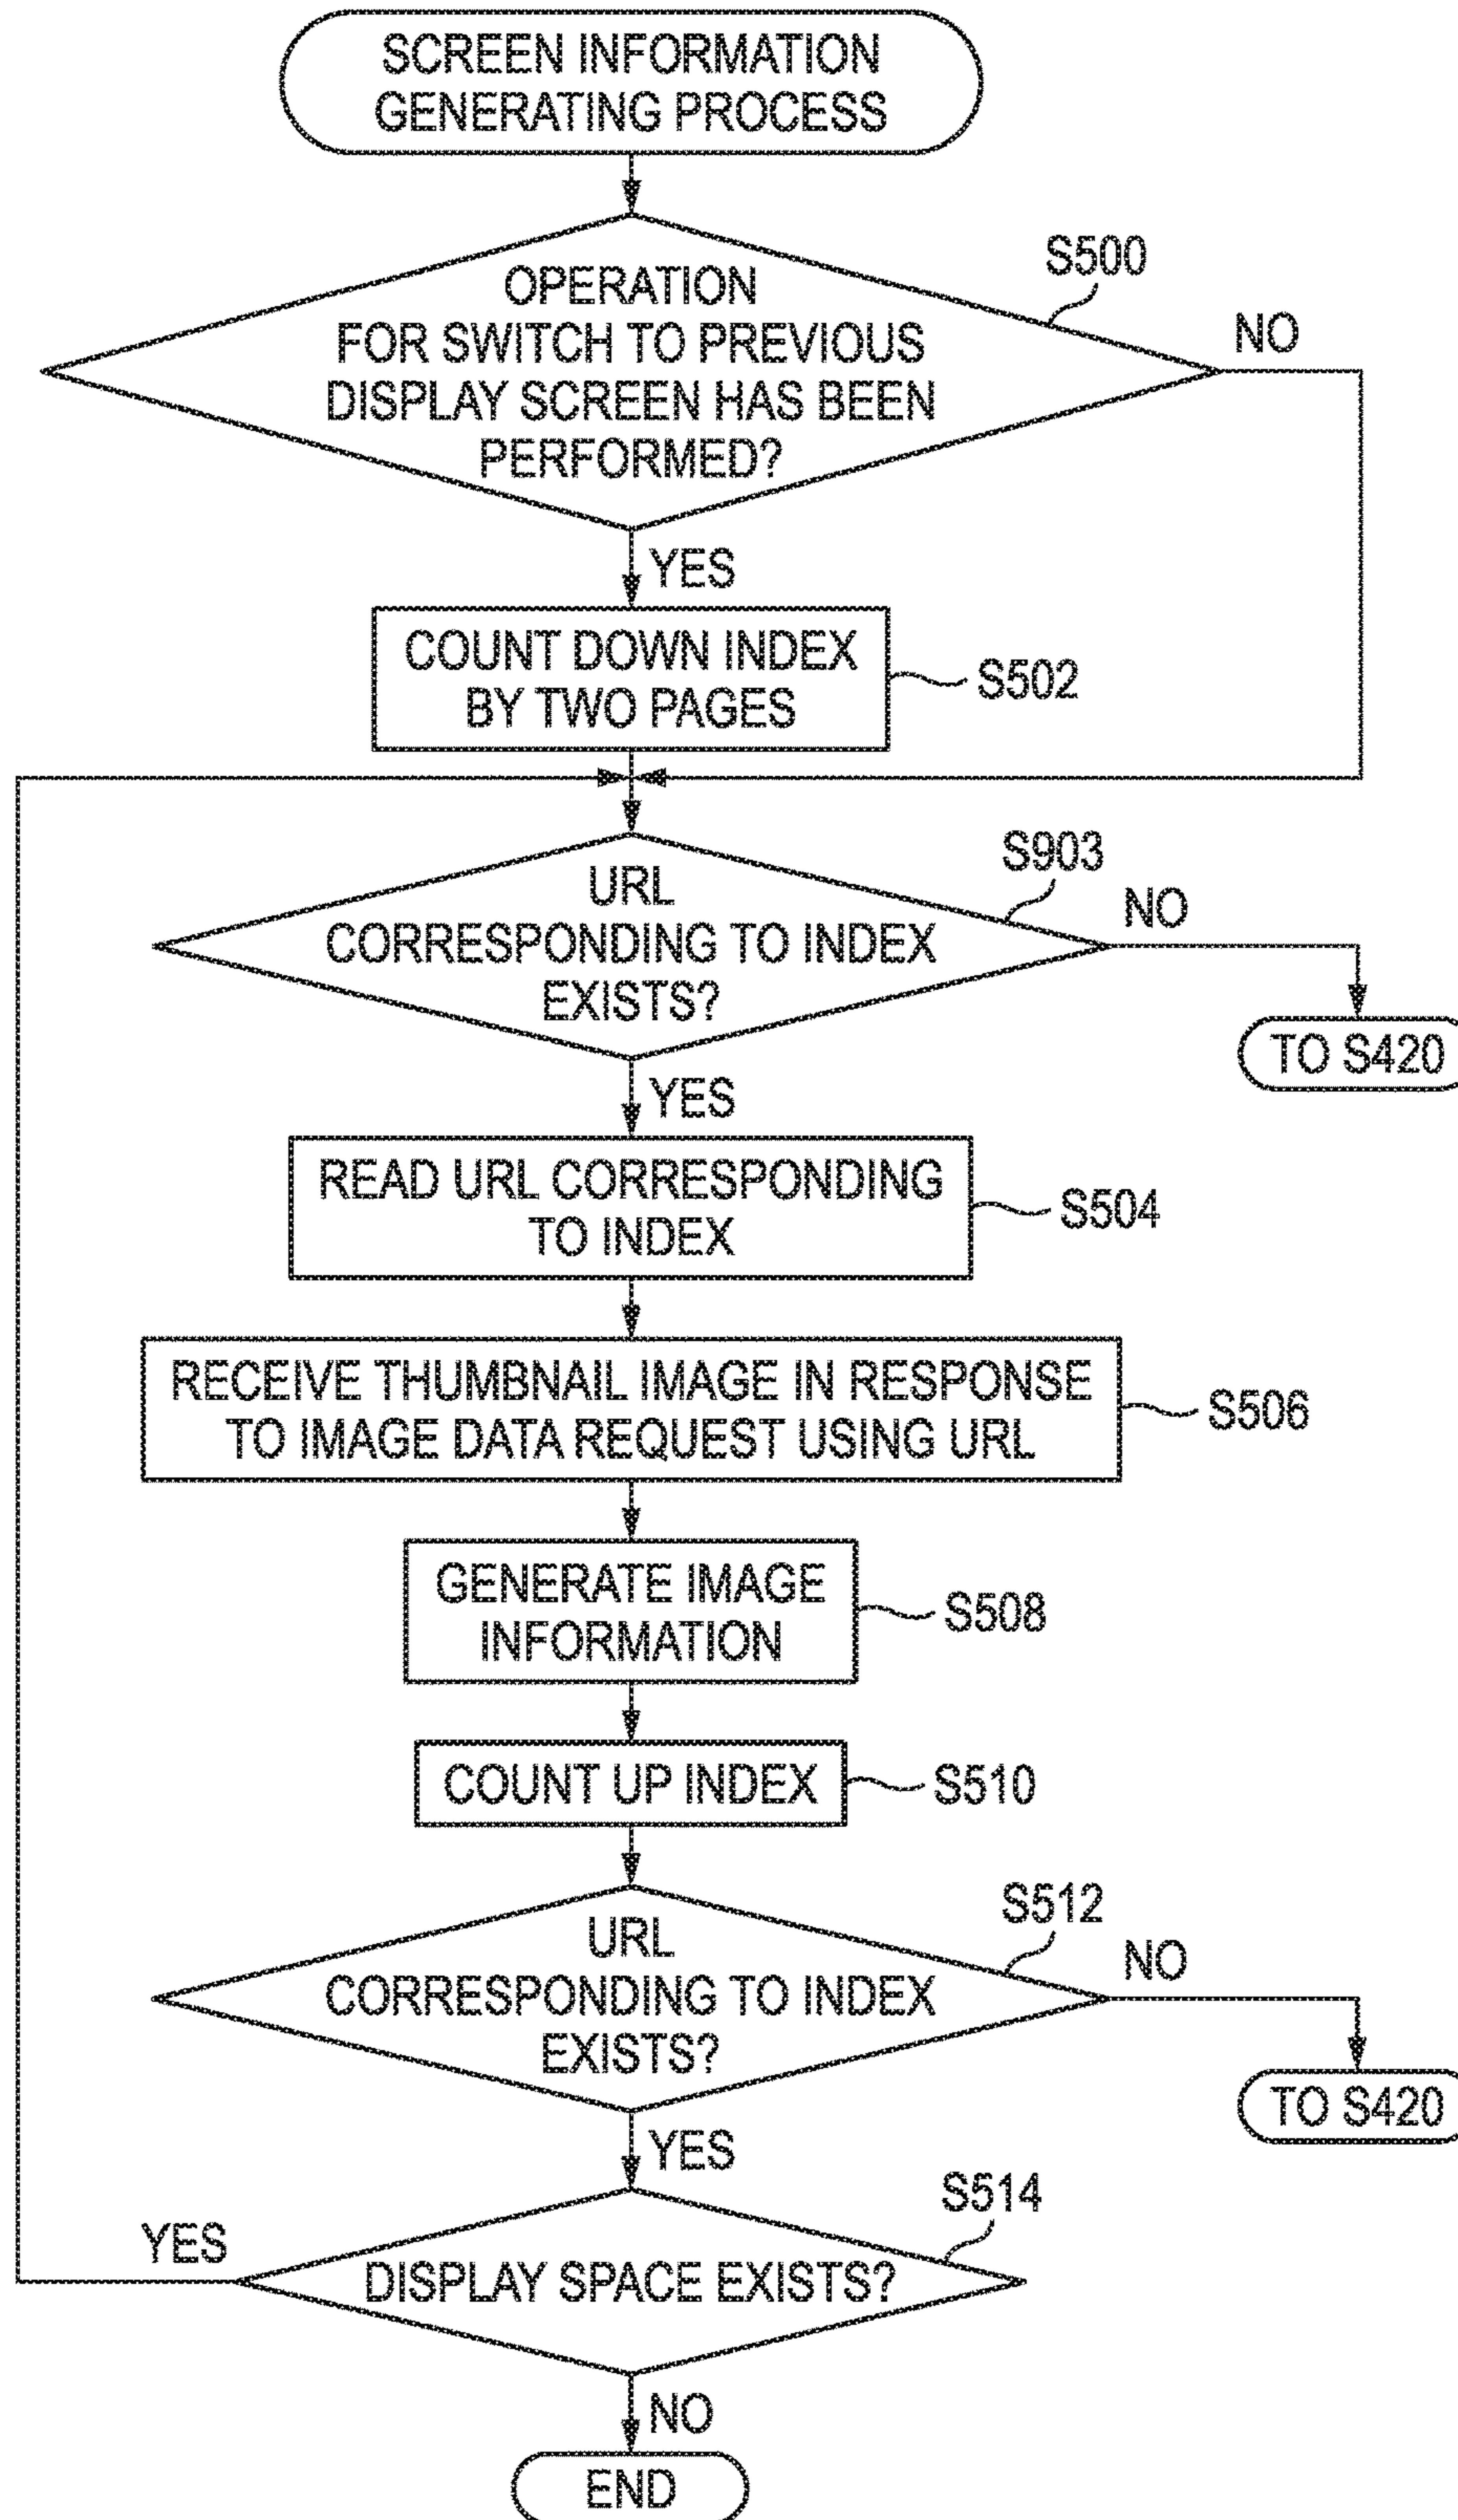 SCREEN INFORMATION
GENERATING PROCESS
S500
OPERATION
FOR SWITCH TO PREVIOUS
DISPLAY SCREEN HAS BEEN
PERFORMED?
NO
YES
COUNT DOWN INDEX
BY TWO PAGES
S502
S903
URL
CORRESPONDING TO INDEX
EXISTS?
NO
TO S420
YES
READ URL CORRESPONDING
TO INDEX
S504
RECEIVE THUMBNAIL IMAGE IN RESPONSE
TO IMAGE DATA REQUEST USING URL
S506
GENERATE IMAGE
INFORMATION
S508
COUNT UP INDEX
S510
S512
URL
CORRESPONDING TO INDEX
EXISTS?
NO
TO S420
YES
S514
YES
DISPLAY SPACE EXISTS?
NO
END